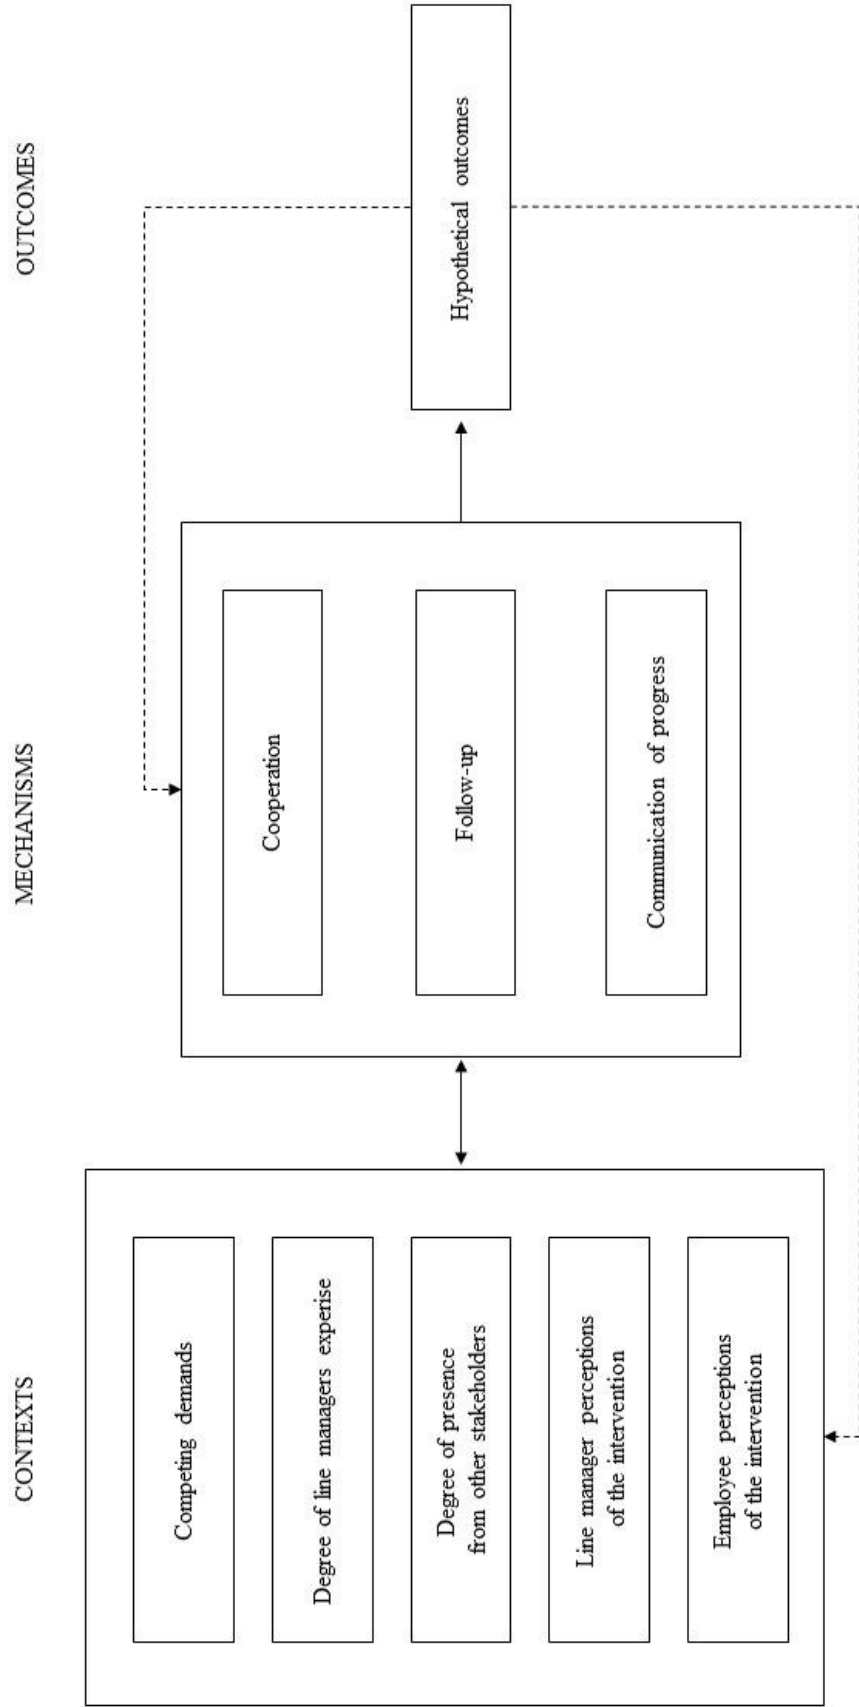 CONTEXTS
MECHANISMS
OUTCOMES
Competing demands
Degree of line managers experise
Degree of presence
from other stakeholders
Line manager perceptions
of the intervention
Employee perceptions
of the intervention
Cooperation
Follow-up
Communication of progress
Hypothetical outcomes